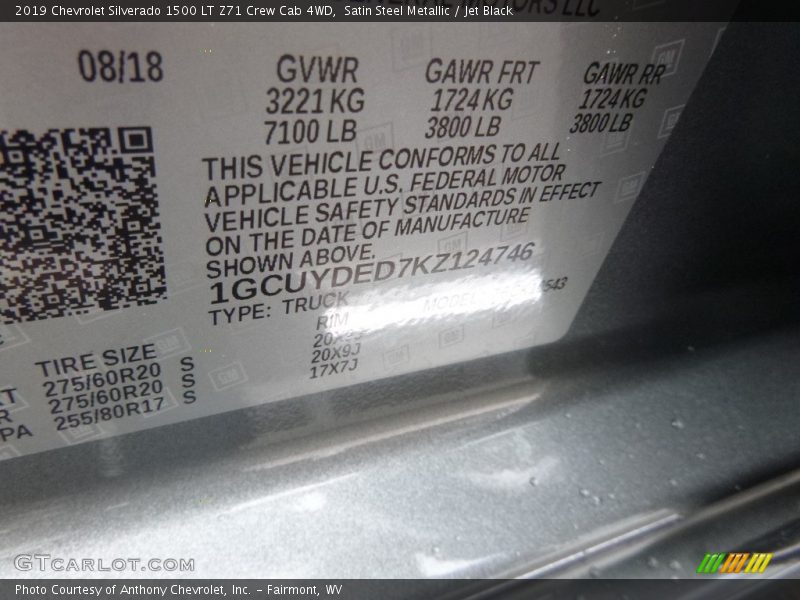 2019 Chevrolet Silverado 1500 LT Z71 Crew Cab 4WD, Satin Steel Metallic / Jet Black
MOTORS LLC
08/18
GVWR
3221 KG
7100 LB
GAWR FRT
1724 KG
3800 LB
GAWR RR
1724 KG
3800 LB
THIS VEHICLE CONFORMS TO ALL
APPLICABLE U.S. FEDERAL MOTOR
VEHICLE SAFETY STANDARDS IN EFFECT
ON THE DATE OF MANUFACTURE
SHOWN ABOVE.
1GCUYDED7KZ124746
TYPE: TRUCK
MODEL:
TIRE SIZE
RIM
275/60R20 S
20X9J
275/60R20 S
20X9J
255/80R17 S
17X7J
GTCARLOT.COM
Photo Courtesy of Anthony Chevrolet, Inc. – Fairmont, WV